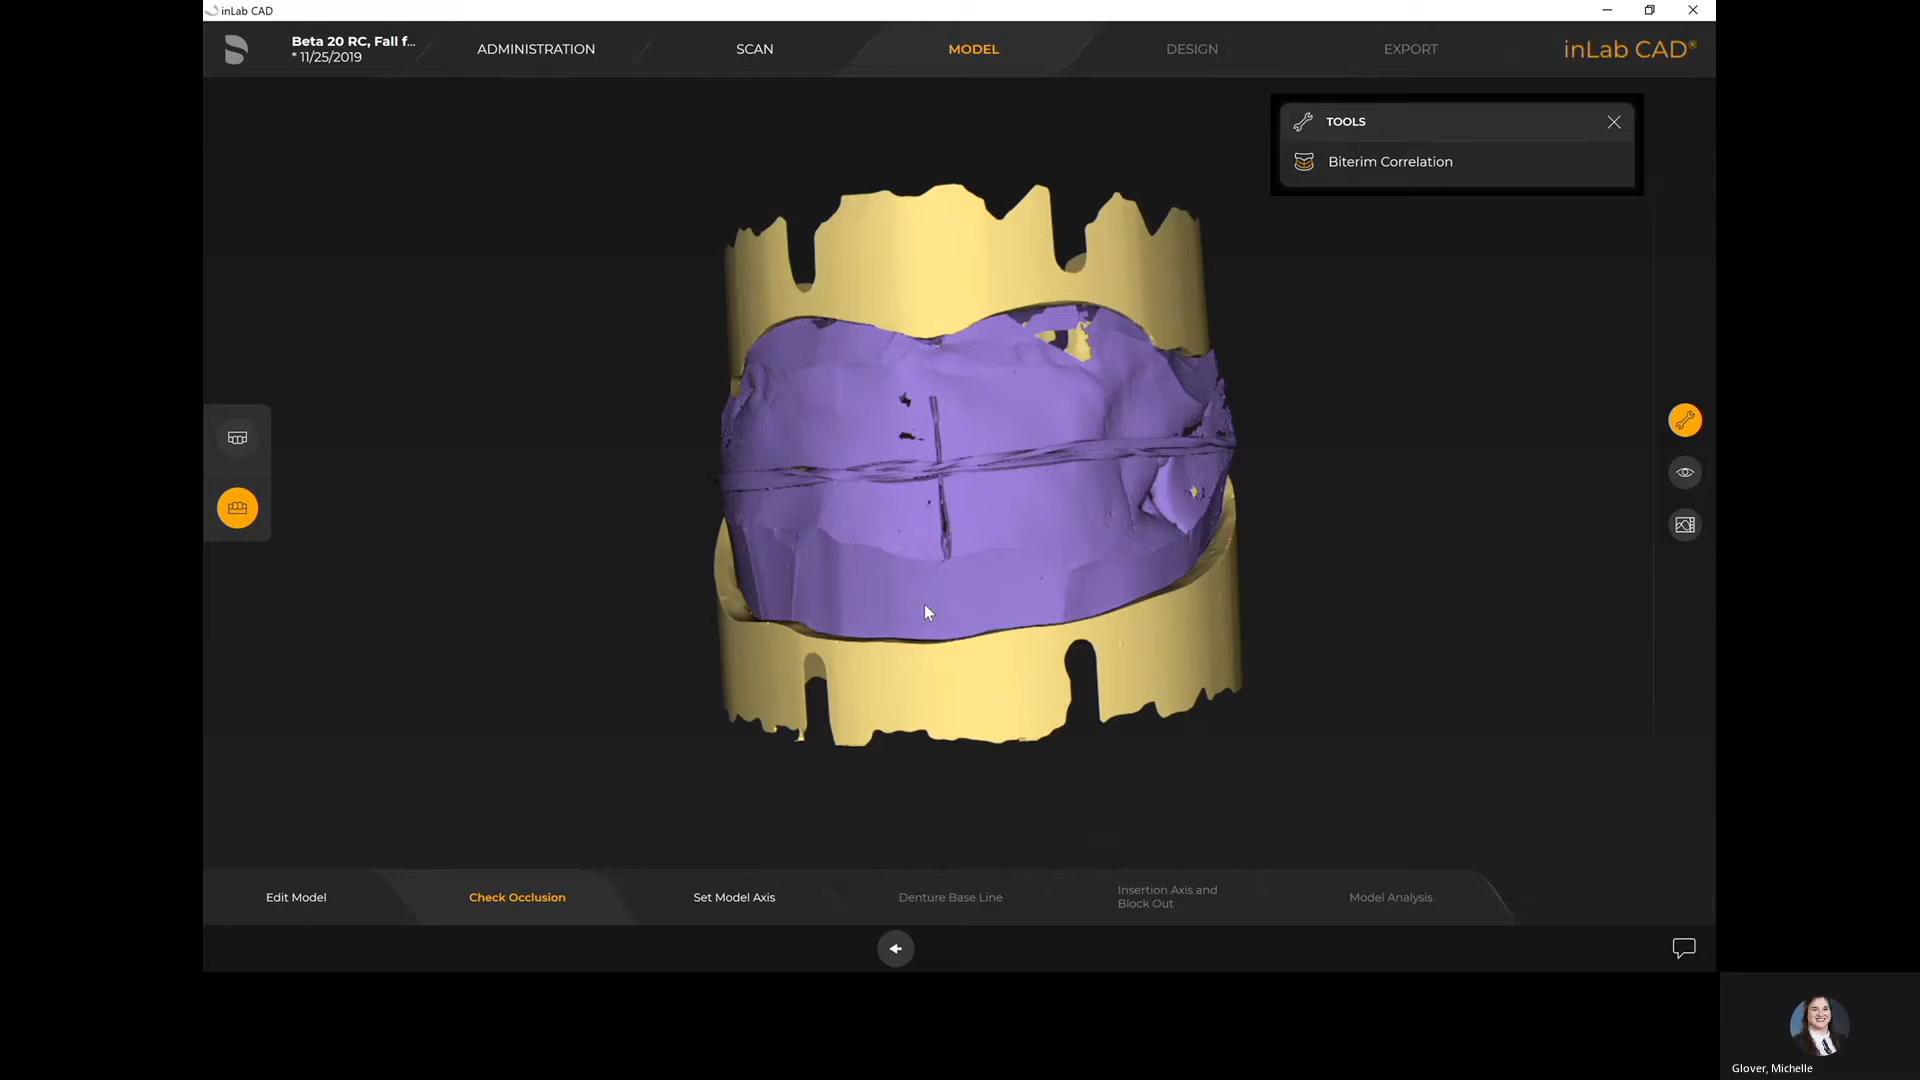 inLab CAD
Beta 20 RC, Fall f...
* 11/25/2019
ADMINISTRATION
SCAN
MODEL
DESIGN
EXPORT
inLab CAD®
TOOLS
Biterim Correlation
Edit Model
Check Occlusion
Set Model Axis
Denture Base Line
Insertion Axis and
Block Out
Model Analysis
Glover, Michelle